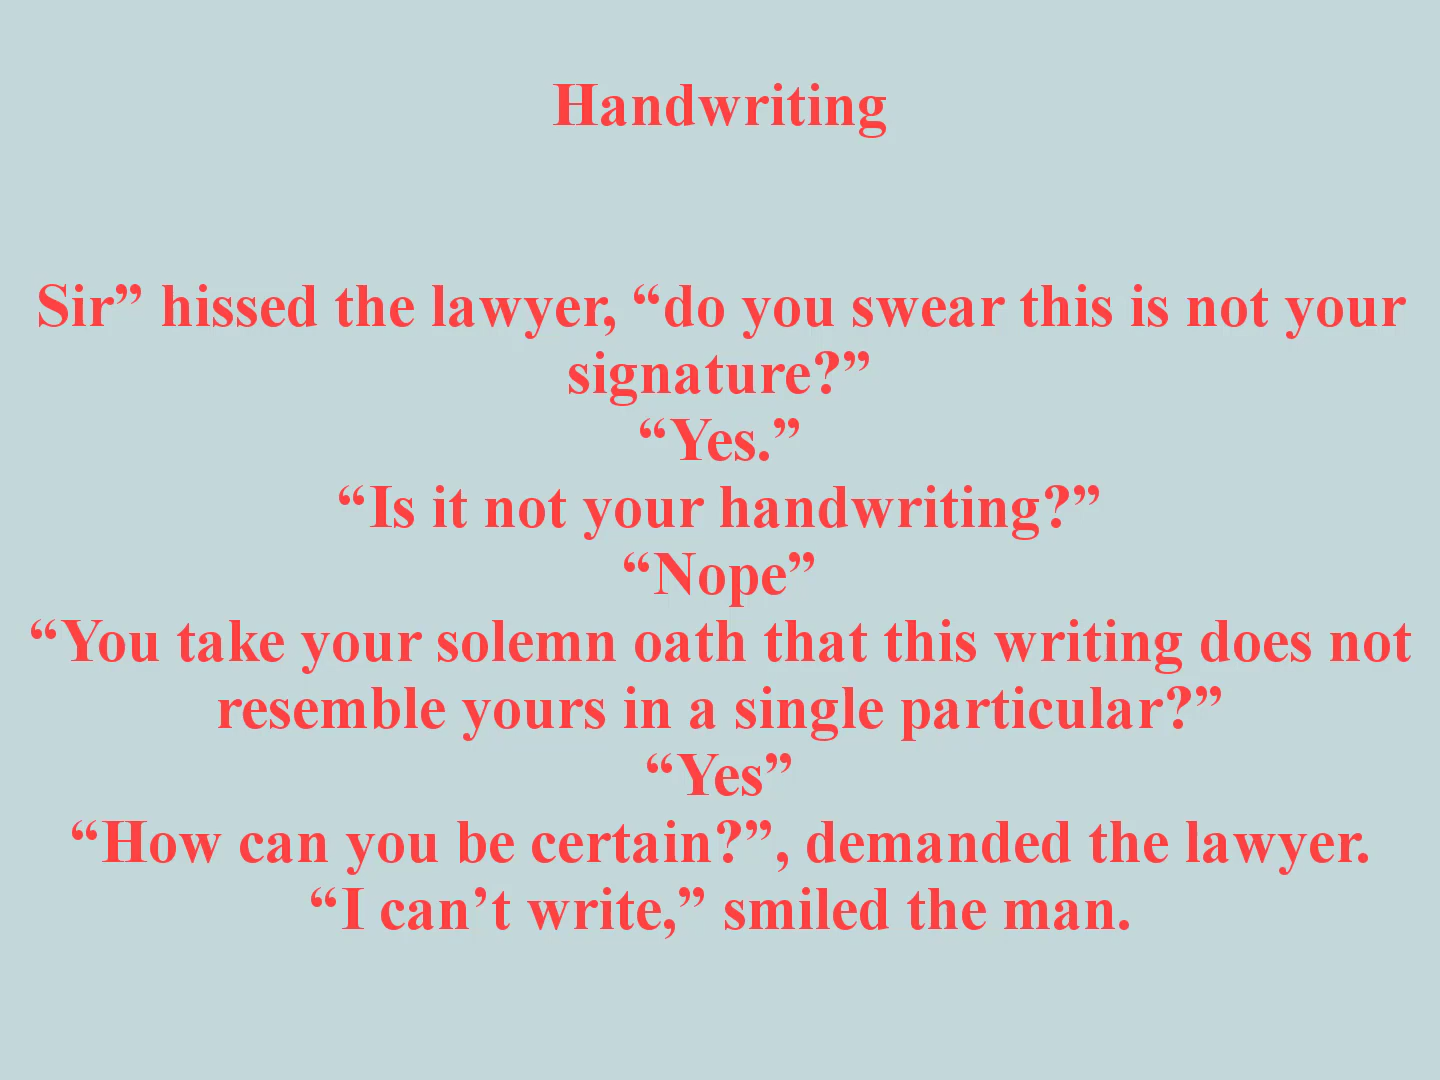 Handwriting
Sir” hissed the lawyer, “do you swear this is not your
signature?”
“Yes.”
“Is it not your handwriting?”
“Nope”
“You take your solemn oath that this writing does not
resemble yours in a single particular?”
“Yes”
“How can you be certain?”, demanded the lawyer.
“I can’t write,” smiled the man.